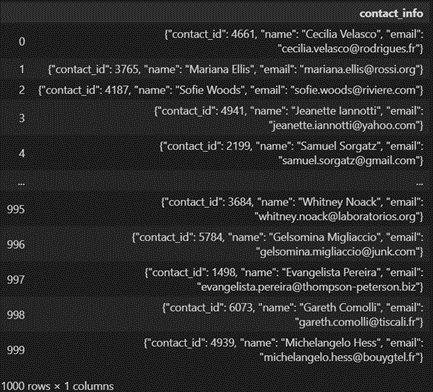 contact_info
0 {"contact_id": 4661, "name": "Cecilia Velasco", "email":
"cecilia.velasco@rodrigues.fr"}
1 {"contact_id": 3765, "name": "Mariana Ellis", "email": "mariana.ellis@rossi.org"}
2 {"contact_id": 4187, "name": "Sofie Woods", "email": "sofie.woods@riviere.com"}
3 {"contact_id": 4941, "name": "Jeanette Iannotti", "email":
"jeanette.iannotti@yahoo.com"}
4 {"contact_id": 2199, "name": "Samuel Sorgatz", "email":
"samuel.sorgatz@gmail.com"}
... ...
995 {"contact_id": 3684, "name": "Whitney Noack", "email":
"whitney.noack@laboratorios.org"}
996 {"contact_id": 5784, "name": "Gelsomina Migliaccio", "email":
"gelsomina.migliaccio@junk.com"}
997 {"contact_id": 1498, "name": "Evangelista Pereira", "email":
"evangelista.pereira@thompson-peterson.biz"}
998 {"contact_id": 6073, "name": "Gareth Comolli", "email":
"gareth.comolli@tiscali.fr"}
999 {"contact_id": 4939, "name": "Michelangelo Hess", "email":
"michelangelo.hess@bouygtel.fr"}
1000 rows × 1 columns